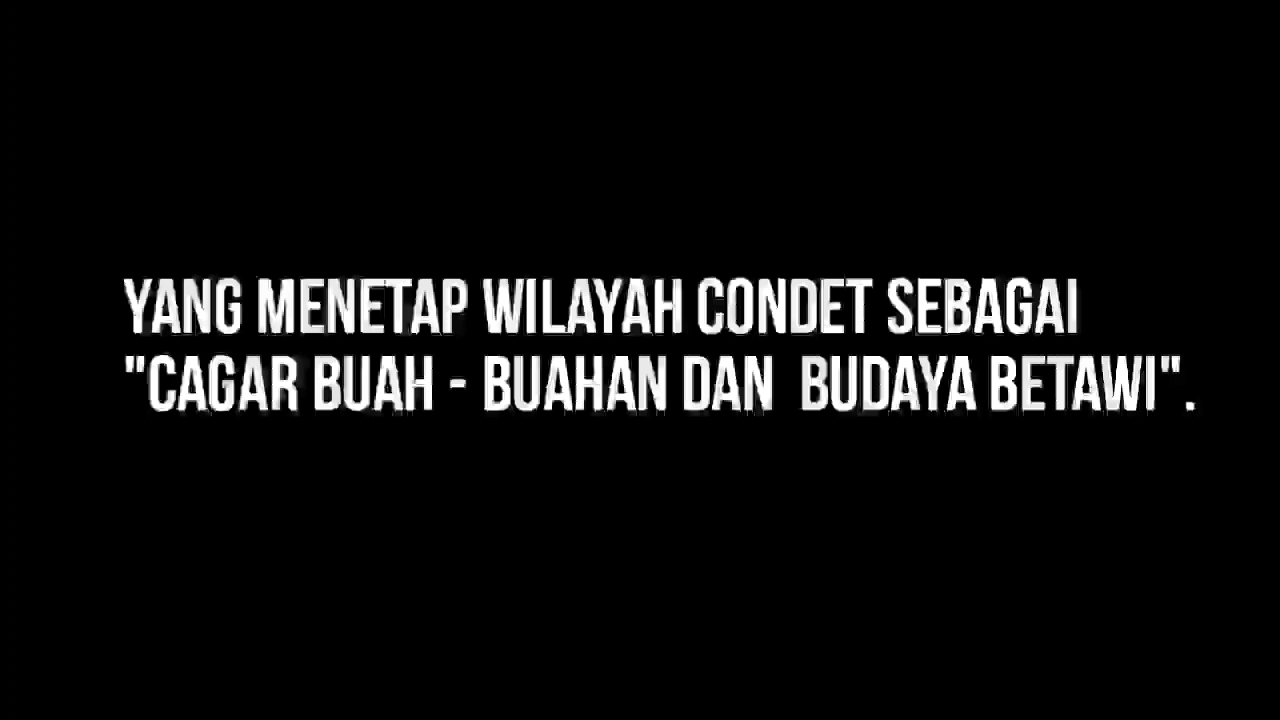 YANG MENETAP WILAYAH CONDET SEBAGAI
"CAGAR BUAH - BUAHAN DAN  BUDAYA BETAWI".